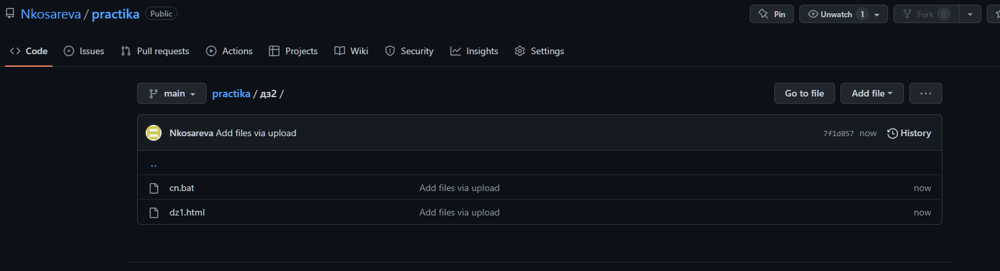 Nkosareva / practika Public Pin Unwatch 1 Fork 0
Code Issues Pull requests Actions Projects Wiki Security Insights Settings
main practika / дз2 / Go to file Add file ...
Nkosareva Add files via upload 7f1d057 now History
..
cn.bat Add files via upload now
dz1.html Add files via upload now